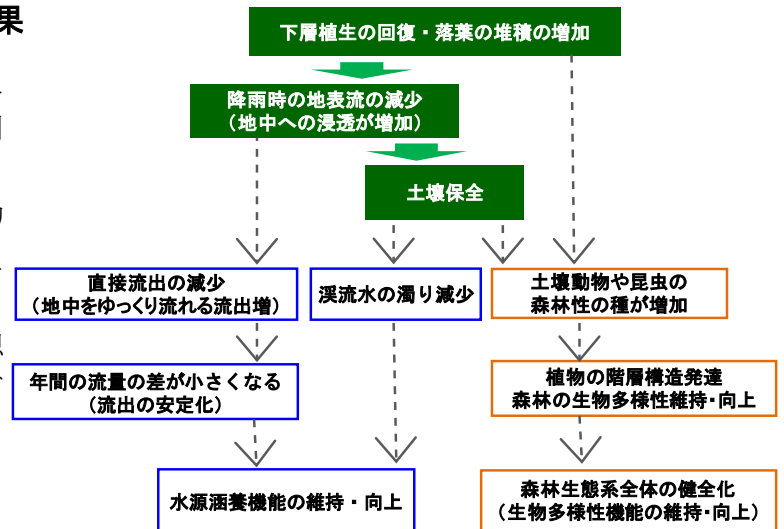 果
下層植生の回復・落葉の堆積の増加
降雨時の地表流の減少
（地中への浸透が増加）
土壌保全
直接流出の減少
（地中をゆっくり流れる流出増）
渓流水の濁り減少
土壌動物や昆虫の
森林性の種が増加
年間の流量の差が小さくなる
（流出の安定化）
植物の階層構造発達
森林の生物多様性維持・向上
水源涵養機能の維持・向上
森林生態系全体の健全化
（生物多様性機能の維持・向上）